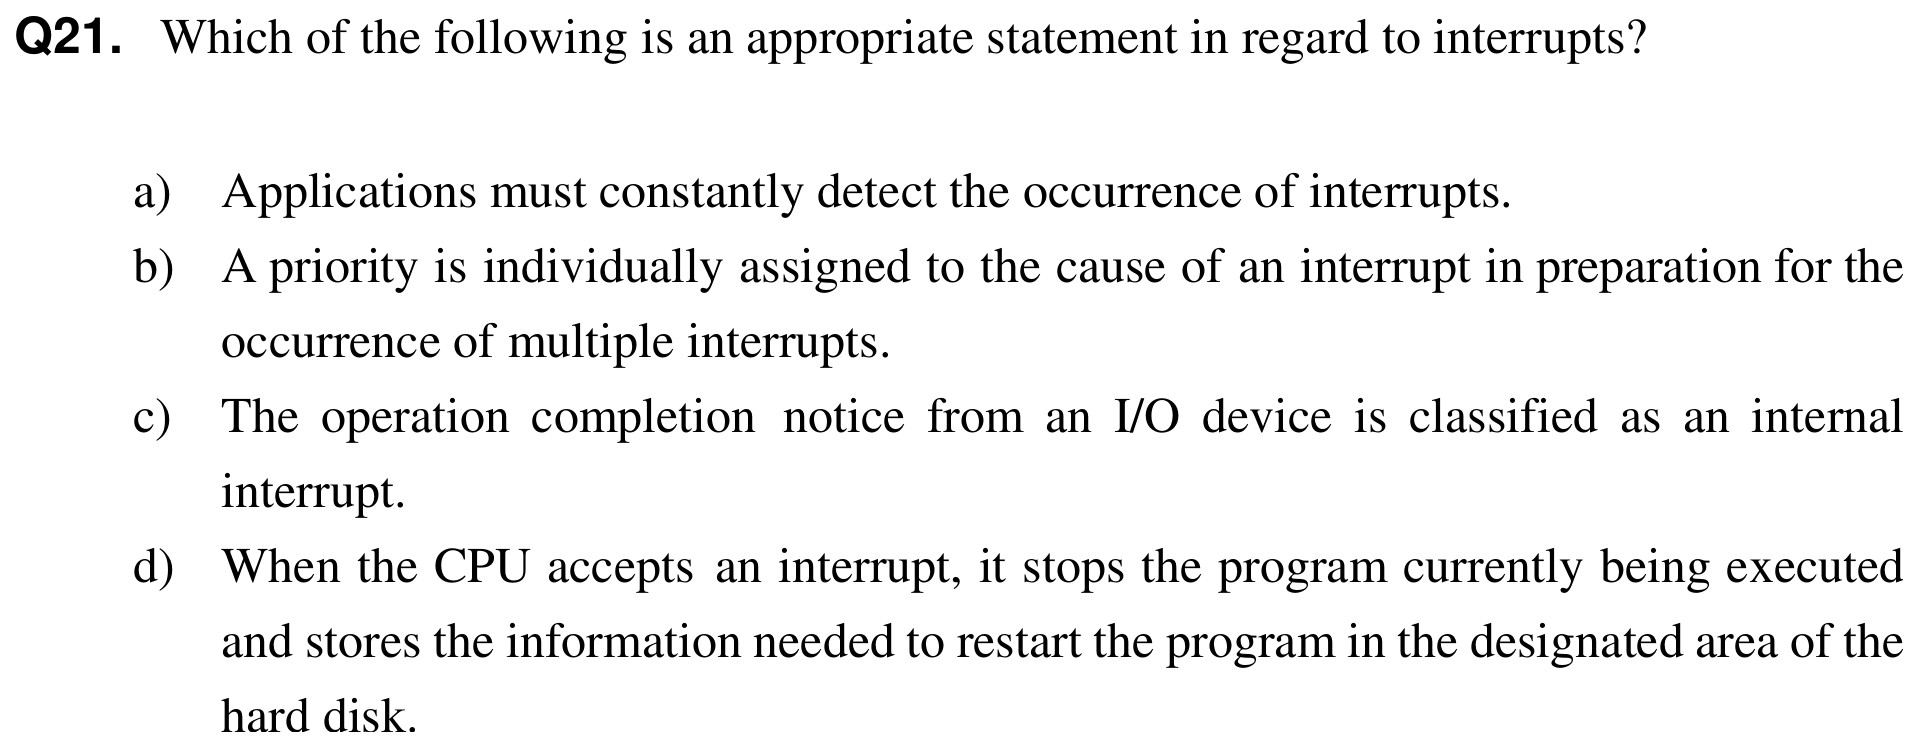 Q21. Which of the following is an appropriate statement in regard to interrupts?
a) Applications must constantly detect the occurrence of interrupts.
b) A priority is individually assigned to the cause of an interrupt in preparation for the
occurrence of multiple interrupts.
c) The operation completion notice from an I/O device is classified as an internal
interrupt.
d) When the CPU accepts an interrupt, it stops the program currently being executed
and stores the information needed to restart the program in the designated area of the
hard disk.